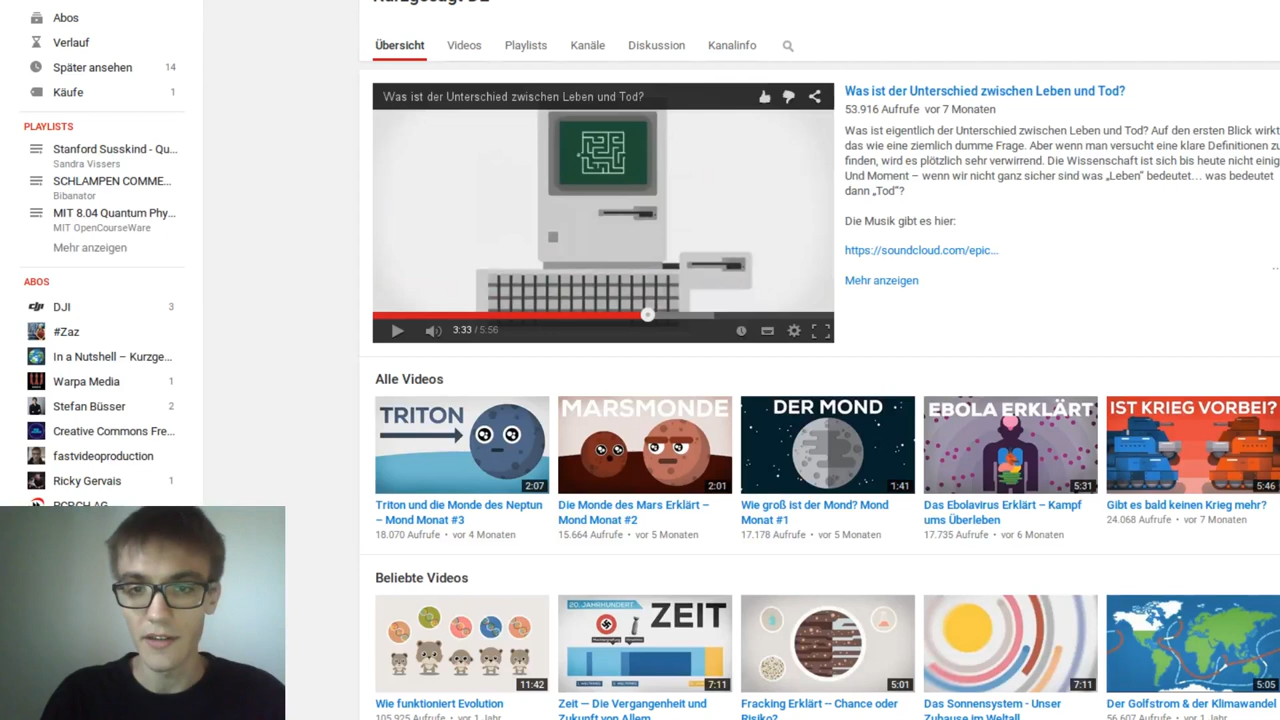 Abos
Verlauf
Später ansehen 14
Käufe 1
PLAYLISTS
Stanford Susskind - Qu...
Sandra Vissers
SCHLAMPEN COMME...
Bibanator
MIT 8.04 Quantum Phy...
MIT OpenCourseWare
Mehr anzeigen
ABOS
DJI 3
#Zaz
In a Nutshell – Kurzge...
Warpa Media 1
Stefan Büsser 2
Creative Commons Fre...
fastvideoproduction
Ricky Gervais 1
Übersicht Videos Playlists Kanäle Diskussion Kanalinfo
Was ist der Unterschied zwischen Leben und Tod?
3:33 / 5:56
Was ist der Unterschied zwischen Leben und Tod?
53.916 Aufrufe vor 7 Monaten
Was ist eigentlich der Unterschied zwischen Leben und Tod? Auf den ersten Blick wirkt
das wie eine ziemlich dumme Frage. Aber wenn man versucht eine klare Definitionen zu
finden, wird es plötzlich sehr verwirrend. Die Wissenschaft ist sich bis heute nicht einig.
Und Moment – wenn wir nicht ganz sicher sind was „Leben" bedeutet… was bedeutet
dann „Tod"?
Die Musik gibt es hier:
https://soundcloud.com/epic...
Mehr anzeigen
Alle Videos
TRITON
2:07
Triton und die Monde des Neptun
– Mond Monat #3
18.070 Aufrufe • vor 4 Monaten
MARSMONDE
2:01
Die Monde des Mars Erklärt –
Mond Monat #2
15.664 Aufrufe • vor 5 Monaten
DER MOND
1:41
Wie groß ist der Mond? Mond
Monat #1
17.178 Aufrufe • vor 5 Monaten
EBOLA ERKLÄRT
5:31
Das Ebolavirus Erklärt – Kampf
ums Überleben
17.735 Aufrufe • vor 6 Monaten
IST KRIEG VORBEI?
5:46
Gibt es bald keinen Krieg mehr?
24.068 Aufrufe • vor 7 Monaten
Beliebte Videos
11:42
Wie funktioniert Evolution
105.925 Aufrufe • vor 1 Jahr
20. JAHRHUNDERT
ZEIT
7:11
Zeit — Die Vergangenheit und
Zukunft von Allem
5:01
Fracking Erklärt -- Chance oder
Risiko?
7:11
Das Sonnensystem - Unser
Zuhause im Weltall
5:05
Der Golfstrom & der Klimawandel
56.607 Aufrufe • vor 1 Jahr